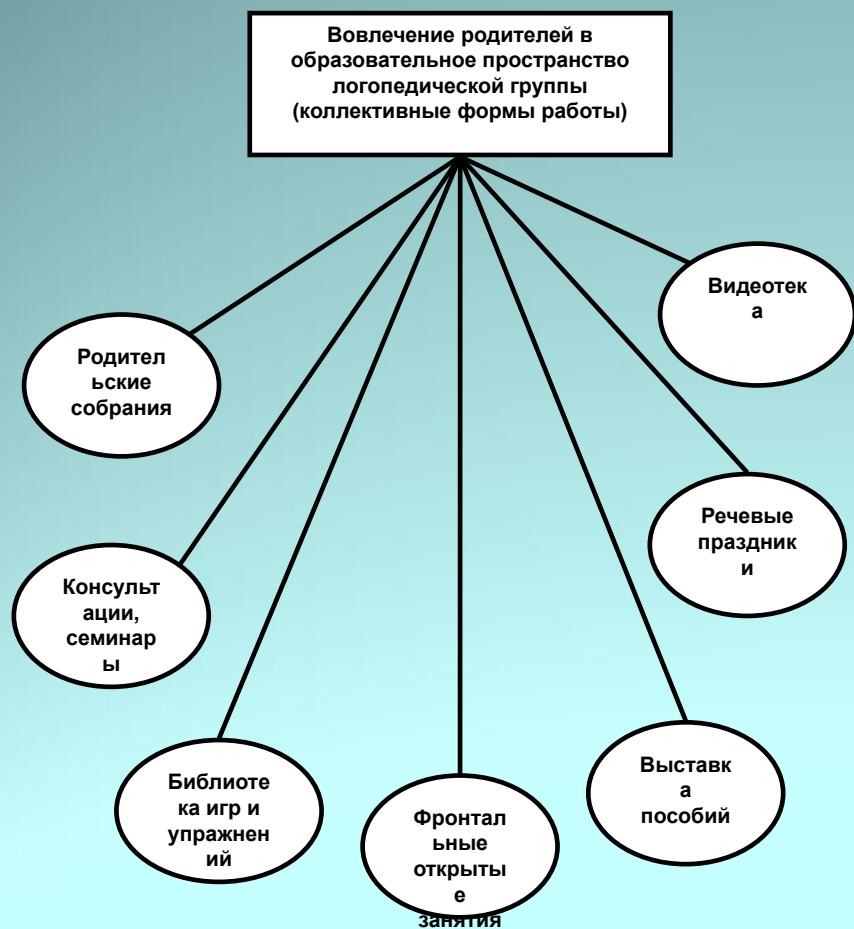 Вовлечение родителей в
образовательное пространство
логопедической группы
(коллективные формы работы)
Видеотек
а
Родител
ьские
собрания
Речевые
праздник
и
Консульт
ации,
семинар
ы
Библиоте
ка игр и
упражнен
ий
Фронтал
ьные
открыты
е
занятия
Выставк
а
пособий